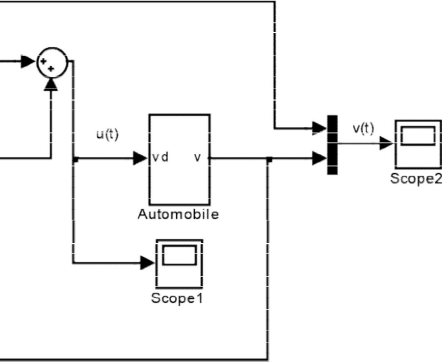 +
+
u(t)
vd v
Automobile
v(t)
Scope2
Scope1